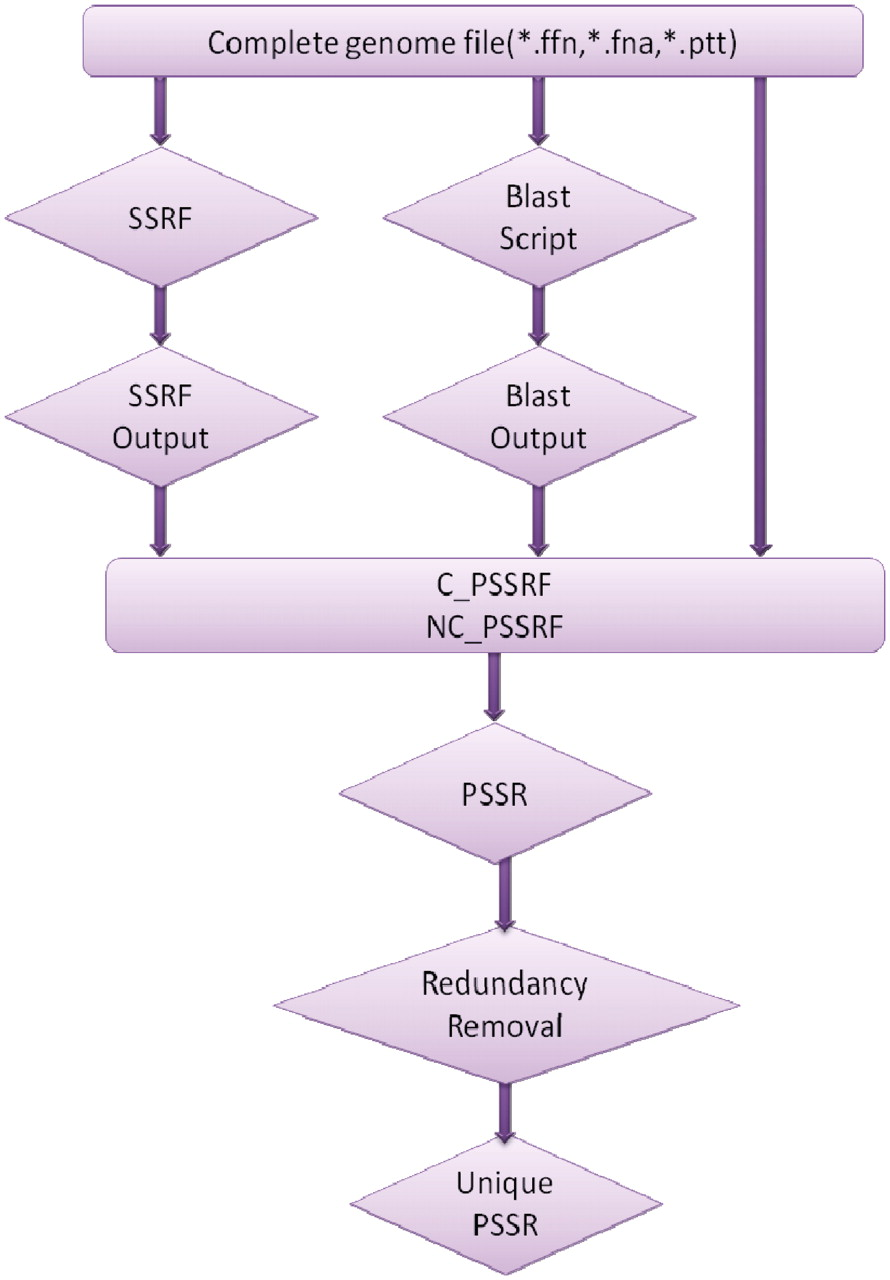 Complete genome file(*.ffn,*.fna,*.ptt)
SSRF
Blast
Script
SSRF
Output
Blast
Output
C_PSSRF
NC_PSSRF
PSSR
Redundancy
Removal
Unique
PSSR